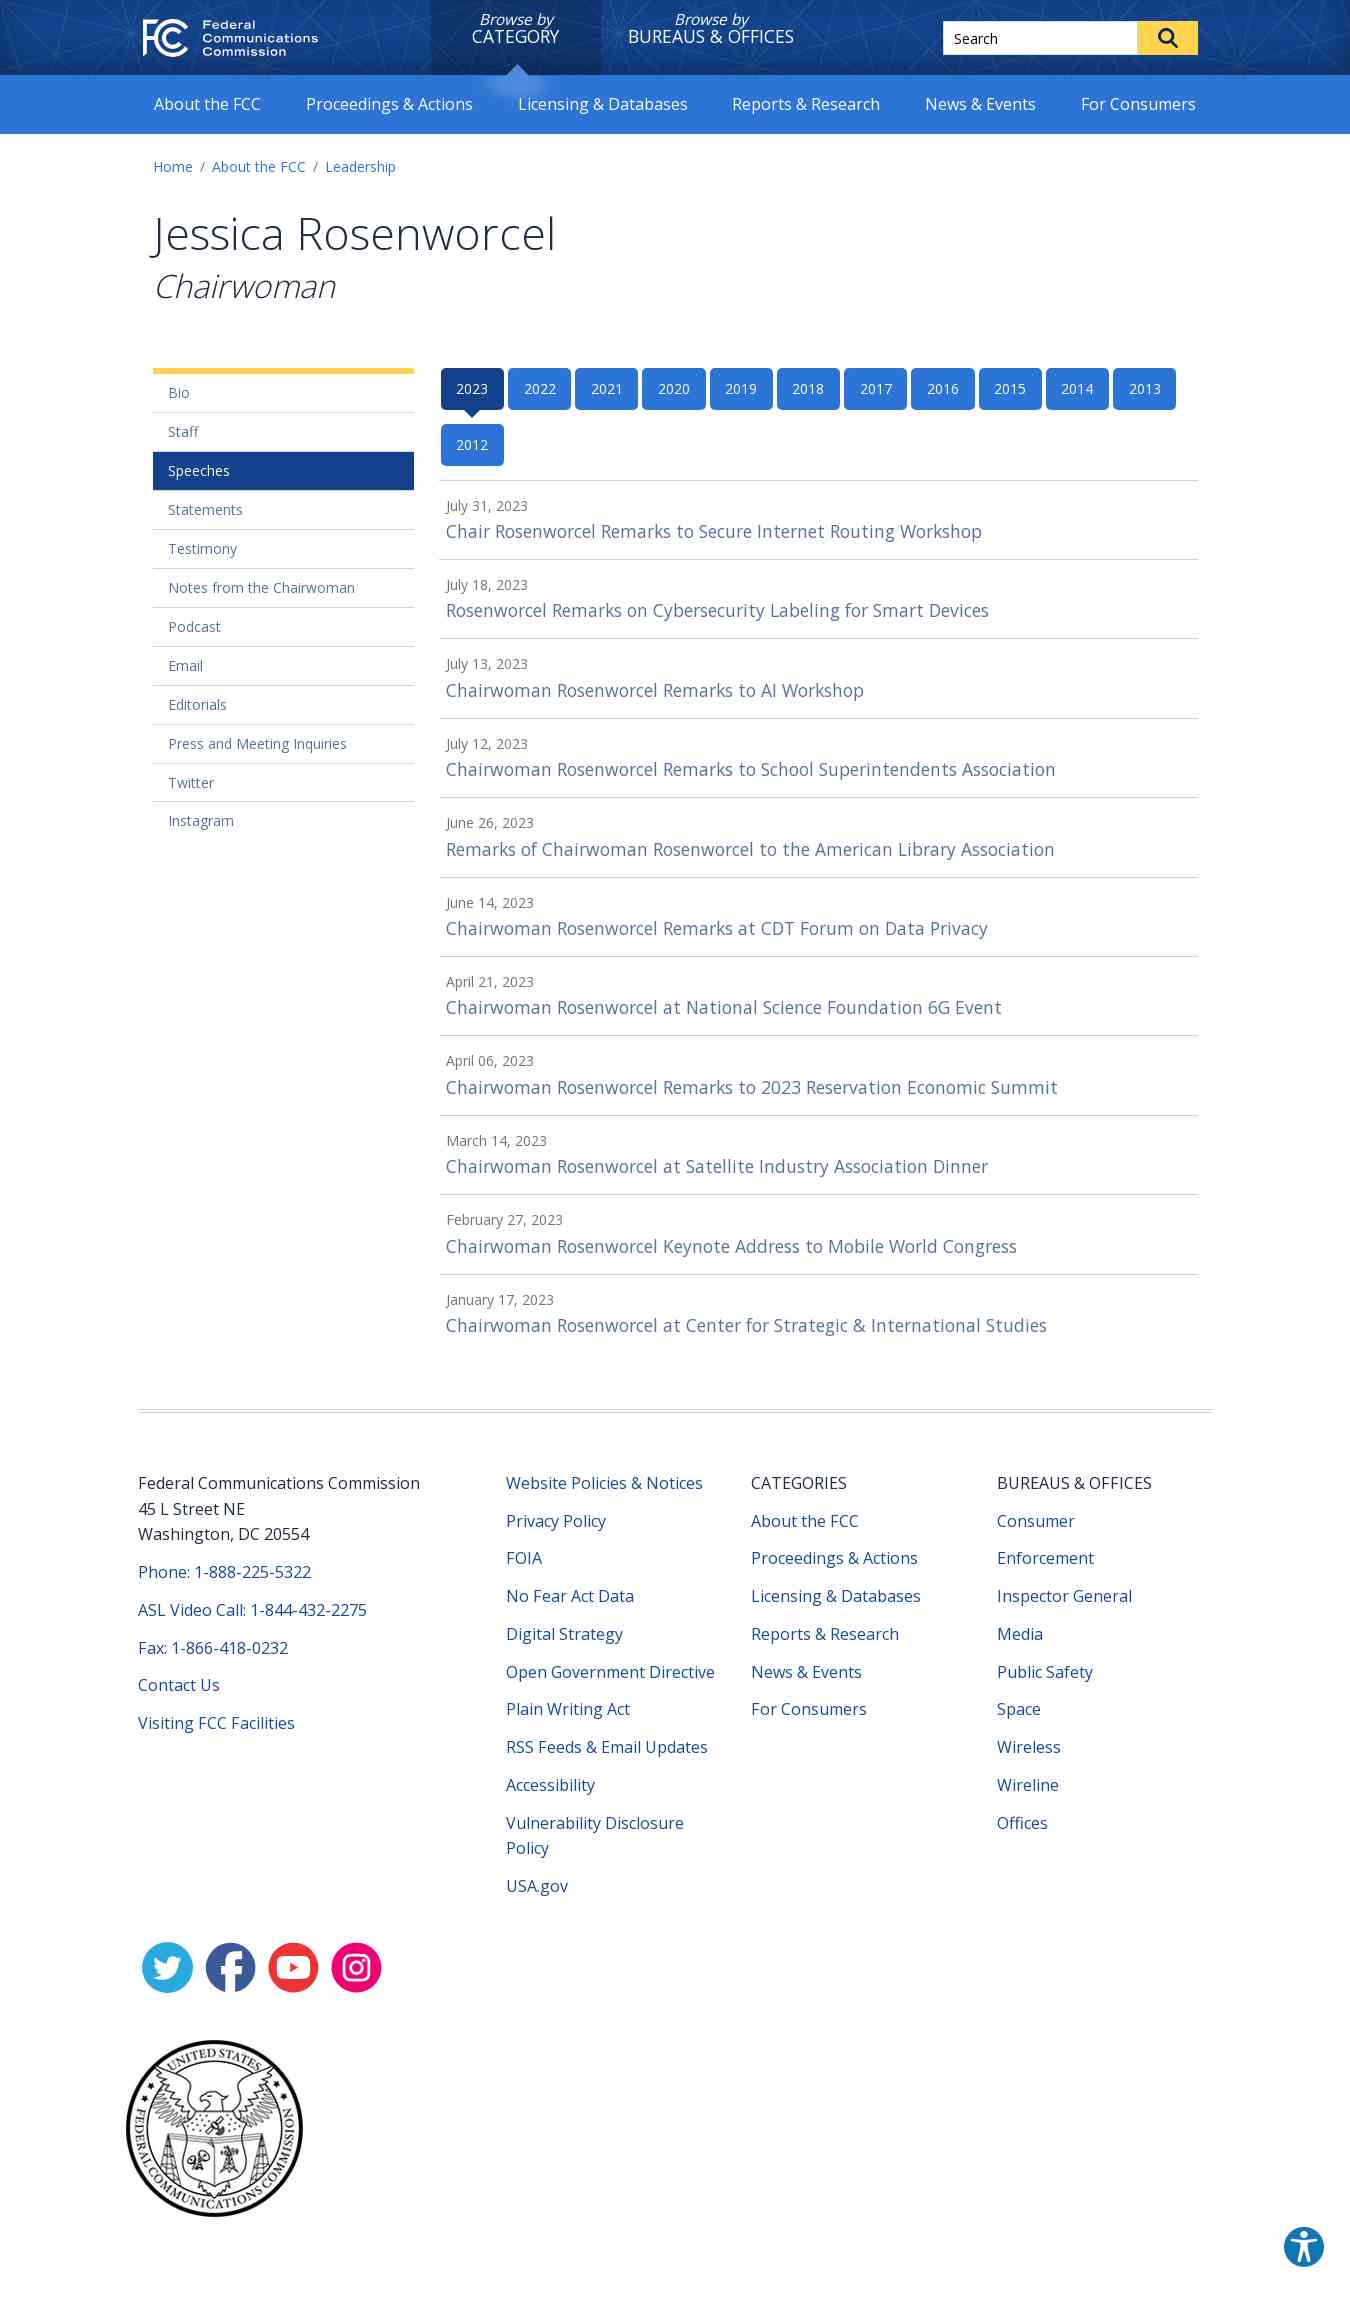 Federal
Communications
Commission
Browse by
CATEGORY
Browse by
BUREAUS & OFFICES
Search
About the FCC
Proceedings & Actions
Licensing & Databases
Reports & Research
News & Events
For Consumers
Home / About the FCC / Leadership
Jessica Rosenworcel
Chairwoman
Bio
Staff
Speeches
Statements
Testimony
Notes from the Chairwoman
Podcast
Email
Editorials
Press and Meeting Inquiries
Twitter
Instagram
2023 2022 2021 2020 2019 2018 2017 2016 2015 2014 2013
2012
July 31, 2023
Chair Rosenworcel Remarks to Secure Internet Routing Workshop
July 18, 2023
Rosenworcel Remarks on Cybersecurity Labeling for Smart Devices
July 13, 2023
Chairwoman Rosenworcel Remarks to AI Workshop
July 12, 2023
Chairwoman Rosenworcel Remarks to School Superintendents Association
June 26, 2023
Remarks of Chairwoman Rosenworcel to the American Library Association
June 14, 2023
Chairwoman Rosenworcel Remarks at CDT Forum on Data Privacy
April 21, 2023
Chairwoman Rosenworcel at National Science Foundation 6G Event
April 06, 2023
Chairwoman Rosenworcel Remarks to 2023 Reservation Economic Summit
March 14, 2023
Chairwoman Rosenworcel at Satellite Industry Association Dinner
February 27, 2023
Chairwoman Rosenworcel Keynote Address to Mobile World Congress
January 17, 2023
Chairwoman Rosenworcel at Center for Strategic & International Studies
Federal Communications Commission
45 L Street NE
Washington, DC 20554
Phone: 1-888-225-5322
ASL Video Call: 1-844-432-2275
Fax: 1-866-418-0232
Contact Us
Visiting FCC Facilities
Website Policies & Notices
Privacy Policy
FOIA
No Fear Act Data
Digital Strategy
Open Government Directive
Plain Writing Act
RSS Feeds & Email Updates
Accessibility
Vulnerability Disclosure
Policy
USA.gov
CATEGORIES
About the FCC
Proceedings & Actions
Licensing & Databases
Reports & Research
News & Events
For Consumers
BUREAUS & OFFICES
Consumer
Enforcement
Inspector General
Media
Public Safety
Space
Wireless
Wireline
Offices
UNITED STATES
FEDERAL COMMUNICATIONS COMMISSION